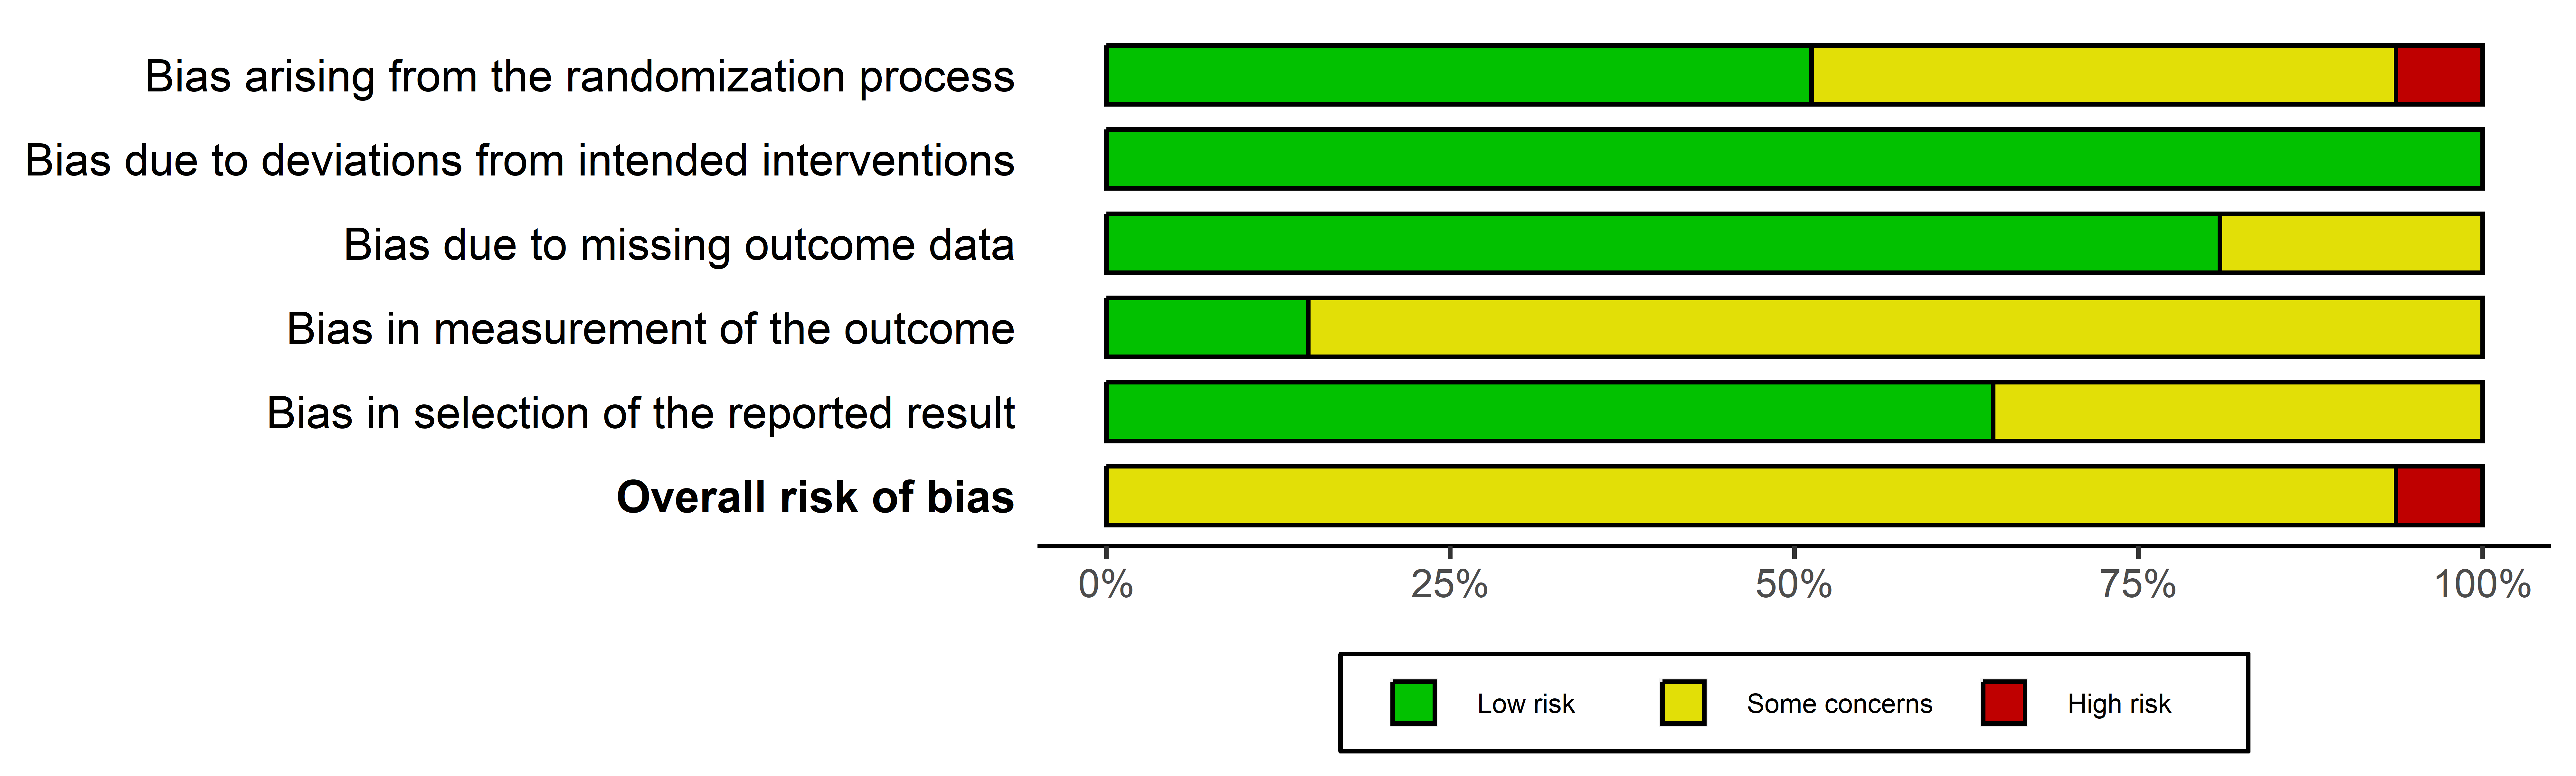 Bias arising from the randomization process
Bias due to deviations from intended interventions
Bias due to missing outcome data
Bias in measurement of the outcome
Bias in selection of the reported result
Overall risk of bias
0% 25% 50% 75% 100%
Low risk Some concerns High risk